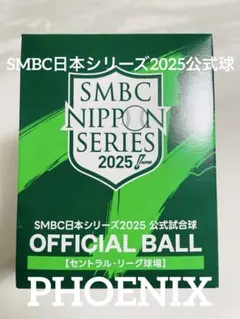 SMBC日本シリーズ2025公式球
SMBC
NIPPON
SERIES
2025
SMBC日本シリーズ2025 公式試合球
OFFICIAL BALL
【セントラル・リーグ球場】
PHOENIX